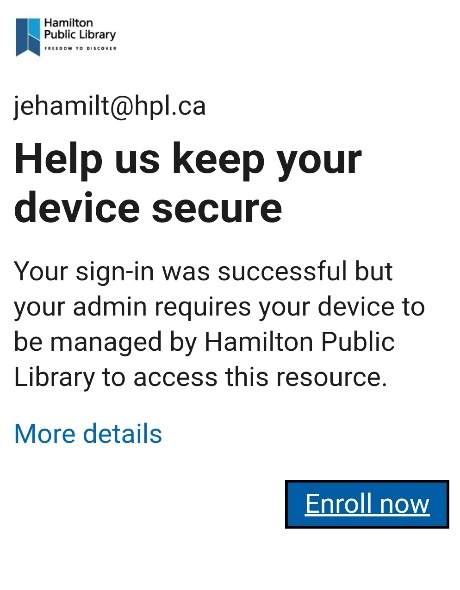 Hamilton
Public Library
FREEDOM TO DISCOVER
jehamilt@hpl.ca
Help us keep your
device secure
Your sign-in was successful but
your admin requires your device to
be managed by Hamilton Public
Library to access this resource.
More details
Enroll now